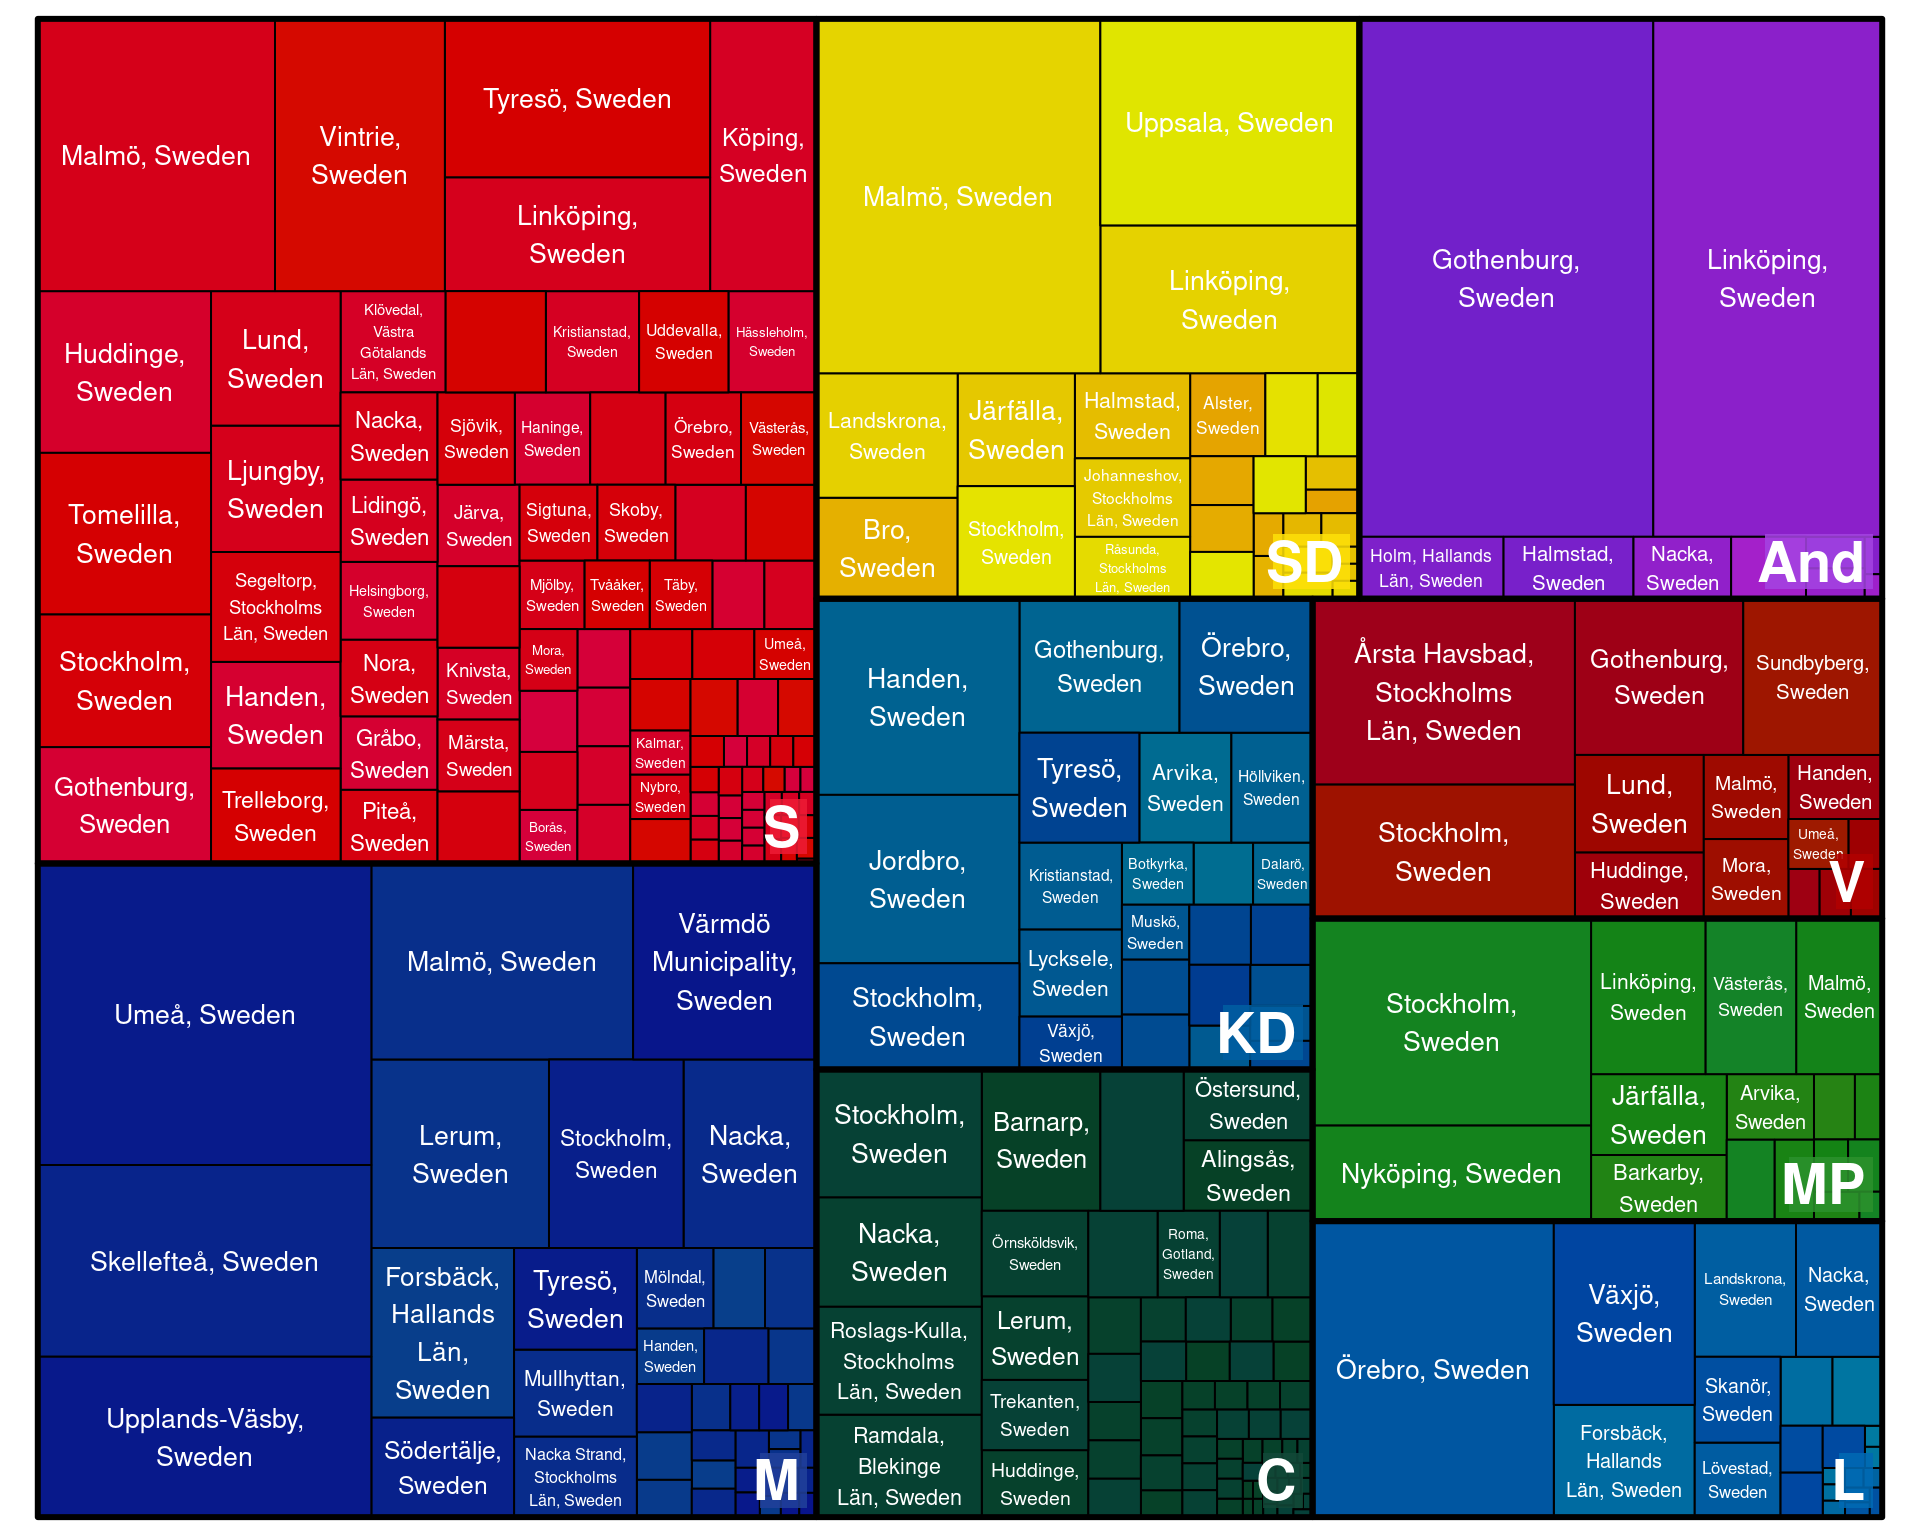 Malmö, Sweden
Vintrie,
Sweden
Tyresö, Sweden
Linköping,
Sweden
Köping,
Sweden
Huddinge,
Sweden
Tomelilla,
Sweden
Stockholm,
Sweden
Gothenburg,
Sweden
Lund,
Sweden
Ljungby,
Sweden
Segeltorp,
Stockholms
Län, Sweden
Handen,
Sweden
Trelleborg,
Sweden
Klövedal,
Västra
Götalands
Län, Sweden
Kristianstad,
Sweden
Uddevalla,
Sweden
Hässleholm,
Sweden
Nacka,
Sweden
Lidingö,
Sweden
Helsingborg,
Sweden
Nora,
Sweden
Gråbo,
Sweden
Piteå,
Sweden
Sjövik,
Sweden
Haninge,
Sweden
Örebro,
Sweden
Västerås,
Sweden
Järva,
Sweden
Knivsta,
Sweden
Märsta,
Sweden
Sigtuna,
Sweden
Skoby,
Sweden
Mjölby,
Sweden
Tvååker,
Sweden
Täby,
Sweden
Mora,
Sweden
Borås,
Sweden
Umeå,
Sweden
Kalmar,
Sweden
Nybro,
Sweden
S
Malmö, Sweden
Uppsala, Sweden
Linköping,
Sweden
Landskrona,
Sweden
Bro,
Sweden
Järfälla,
Sweden
Stockholm,
Sweden
Halmstad,
Sweden
Johanneshov,
Stockholms
Län, Sweden
Råsunda,
Stockholms
Län, Sweden
Alster,
Sweden
SD
Gothenburg,
Sweden
Linköping,
Sweden
Holm, Hallands
Län, Sweden
Halmstad,
Sweden
Nacka,
Sweden
And
Handen,
Sweden
Jordbro,
Sweden
Stockholm,
Sweden
Gothenburg,
Sweden
Örebro,
Sweden
Tyresö,
Sweden
Arvika,
Sweden
Höllviken,
Sweden
Kristianstad,
Sweden
Lycksele,
Sweden
Växjö,
Sweden
Botkyrka,
Sweden
Dalarö,
Sweden
Muskö,
Sweden
KD
Årsta Havsbad,
Stockholms
Län, Sweden
Stockholm,
Sweden
Gothenburg,
Sweden
Sundbyberg,
Sweden
Lund,
Sweden
Huddinge,
Sweden
Malmö,
Sweden
Mora,
Sweden
Handen,
Sweden
Umeå,
Sweden
V
Umeå, Sweden
Skellefteå, Sweden
Upplands-Väsby,
Sweden
Malmö, Sweden
Värmdö
Municipality,
Sweden
Lerum,
Sweden
Stockholm,
Sweden
Nacka,
Sweden
Forsbäck,
Hallands
Län,
Sweden
Södertälje,
Sweden
Tyresö,
Sweden
Mullhyttan,
Sweden
Nacka Strand,
Stockholms
Län, Sweden
Mölndal,
Sweden
Handen,
Sweden
M
Stockholm,
Sweden
Nacka,
Sweden
Roslags-Kulla,
Stockholms
Län, Sweden
Ramdala,
Blekinge
Län, Sweden
Barnarp,
Sweden
Östersund,
Sweden
Alingsås,
Sweden
Örnsköldsvik,
Sweden
Roma,
Gotland,
Sweden
Lerum,
Sweden
Trekanten,
Sweden
Huddinge,
Sweden
C
Stockholm,
Sweden
Nyköping, Sweden
Linköping,
Sweden
Västerås,
Sweden
Malmö,
Sweden
Järfälla,
Sweden
Barkarby,
Sweden
Arvika,
Sweden
MP
Örebro, Sweden
Växjö,
Sweden
Forsbäck,
Hallands
Län, Sweden
Landskrona,
Sweden
Nacka,
Sweden
Skanör,
Sweden
Lövestad,
Sweden
L